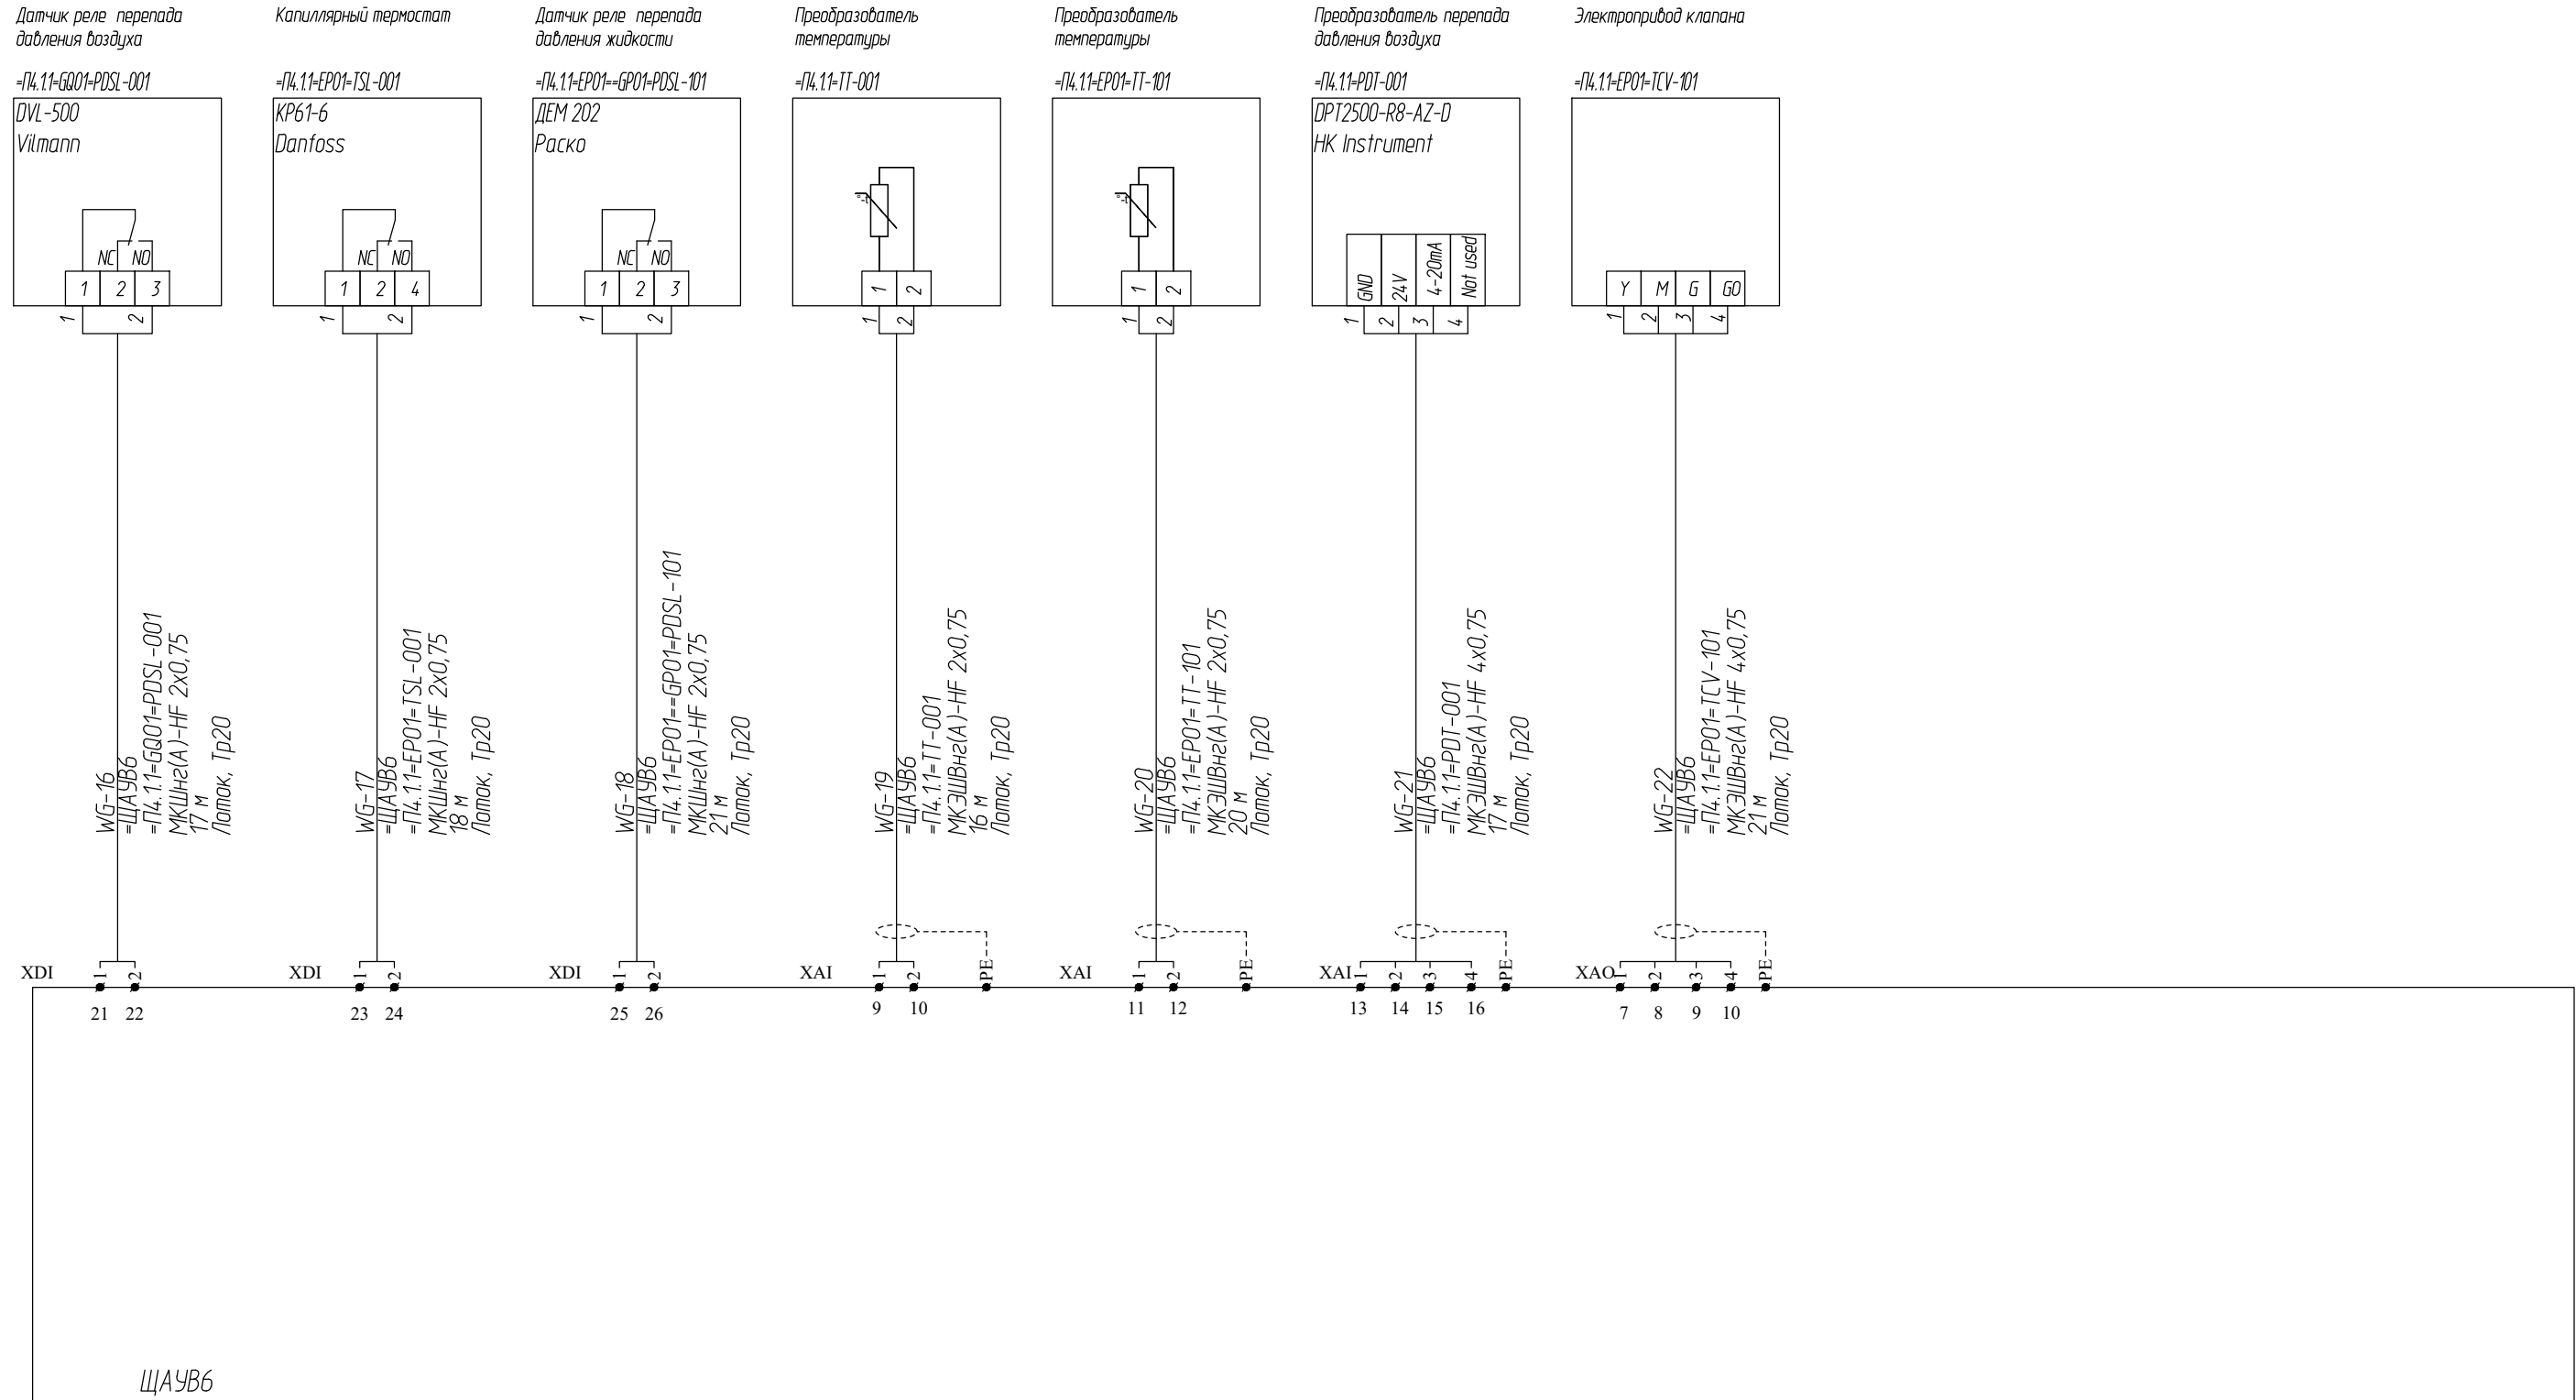 Датчик реле перепада
давления воздуха
=П4.1.1=GQ01=PDSL-001
DVL-500
Vilmann
NC NO
1 2 3
1 2
WG-16
=ЩАУВ6
=П4.1.1=GQ01=PDSL-001
МКШнг(А)-HF 2х0,75
17 м
Лоток, Тр20
XDI
1 2
21 22
Капиллярный термостат
=П4.1.1=EP01=TSL-001
KP61-6
Danfoss
NC NO
1 2 4
1 2
WG-17
=ЩАУВ6
=П4.1.1=EP01=TSL-001
МКШнг(А)-HF 2х0,75
18 м
Лоток, Тр20
XDI
1 2
23 24
Датчик реле перепада
давления жидкости
=П4.1.1=EP01==GP01=PDSL-101
ДЕМ 202
Раско
NC NO
1 2 3
1 2
WG-18
=ЩАУВ6
=П4.1.1=EP01==GP01=PDSL-101
МКШнг(А)-HF 2х0,75
21 м
Лоток, Тр20
XDI
1 2
25 26
Преобразователь
температуры
=П4.1.1=TT-001
-t°
1 2
1 2
WG-19
=ЩАУВ6
=П4.1.1=TT-001
МКЭШВнг(А)-HF 2х0,75
16 м
Лоток, Тр20
XAI
1 2 PE
9 10
Преобразователь
температуры
=П4.1.1=EP01=TT-101
-t°
1 2
1 2
WG-20
=ЩАУВ6
=П4.1.1=EP01=TT-101
МКЭШВнг(А)-HF 2х0,75
20 м
Лоток, Тр20
XAI
1 2 PE
11 12
Преобразователь перепада
давления воздуха
=П4.1.1=PDT-001
DPT2500-R8-AZ-D
HK Instrument
GND 24V 4-20mA Not used
1 2 3 4
WG-21
=ЩАУВ6
=П4.1.1=PDT-001
МКЭШВнг(А)-HF 4х0,75
17 м
Лоток, Тр20
XAI
1 2 3 4 PE
13 14 15 16
Электропривод клапана
=П4.1.1=EP01=TCV-101
Y M G G0
1 2 3 4
WG-22
=ЩАУВ6
=П4.1.1=EP01=TCV-101
МКЭШВнг(А)-HF 4х0,75
21 м
Лоток, Тр20
XAO
1 2 3 4 PE
7 8 9 10
ЩАУВ6